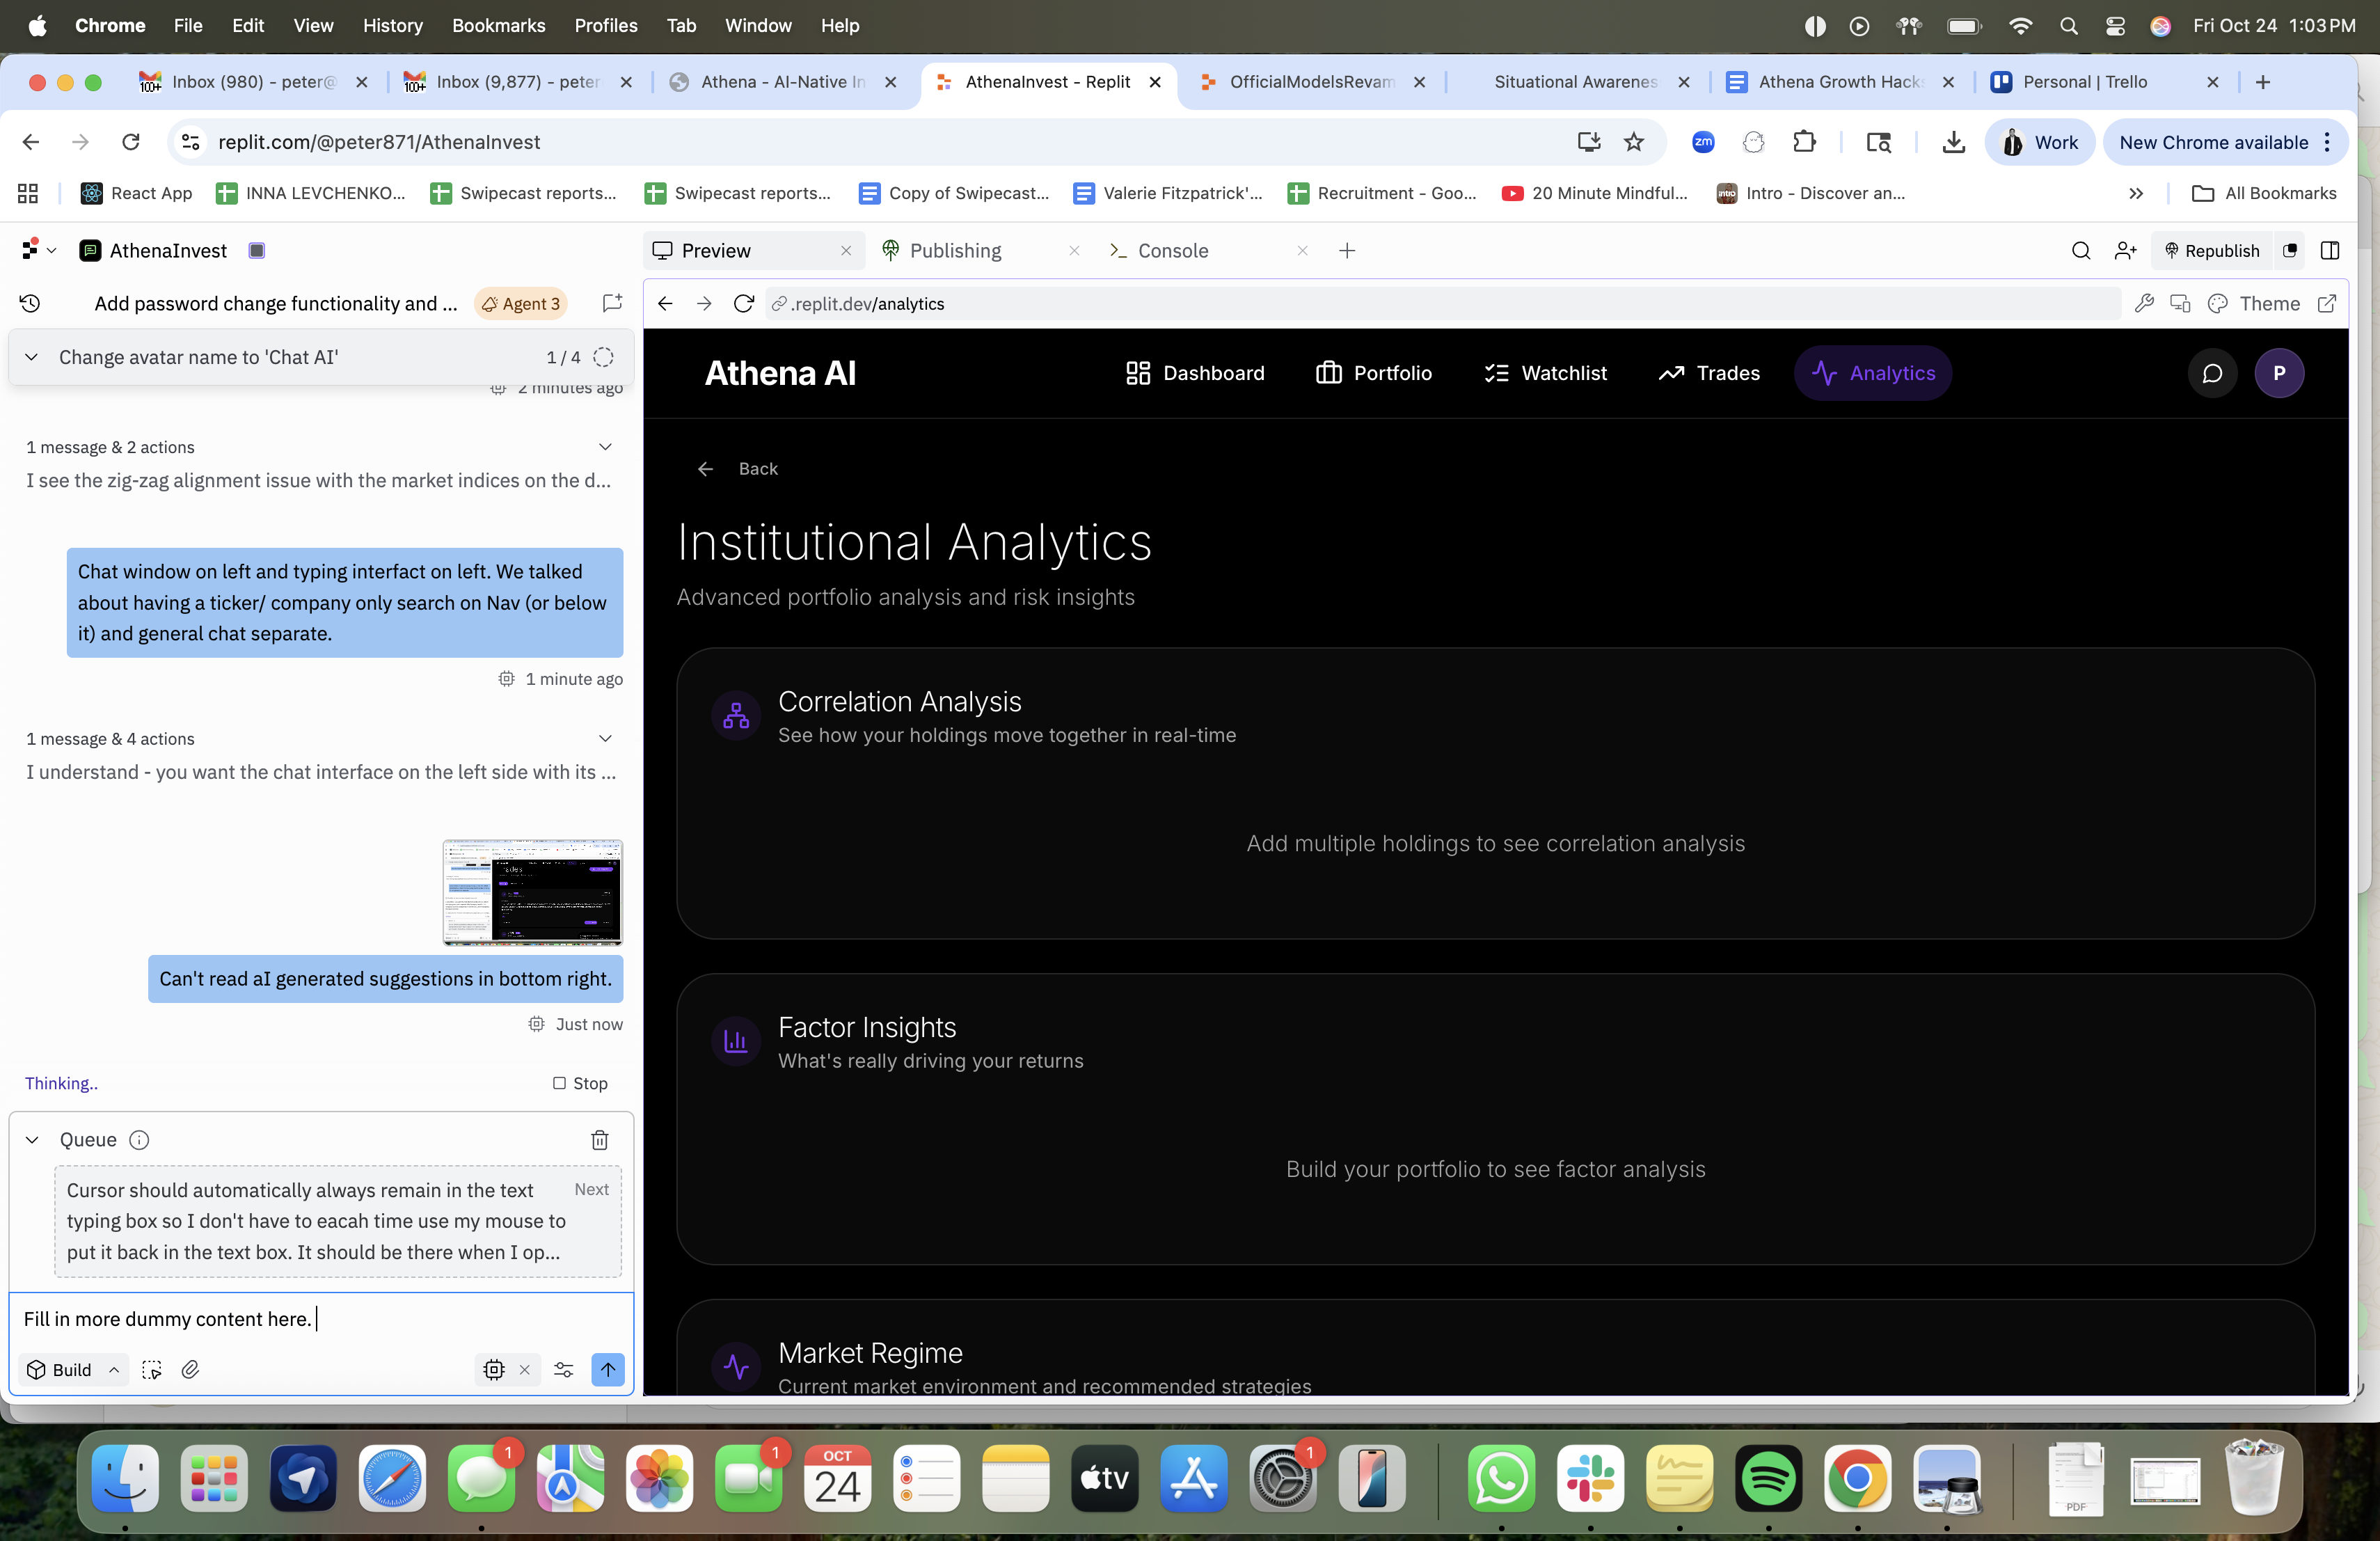 Chrome File Edit View History Bookmarks Profiles Tab Window Help Fri Oct 24 1:03 PM
Inbox (980) - peter@ Inbox (9,877) - peter Athena - AI-Native In AthenaInvest - Replit OfficialModelsRevam Situational Awarenes Athena Growth Hacks Personal | Trello
replit.com/@peter871/AthenaInvest zm Work New Chrome available
React App INNA LEVCHENKO... Swipecast reports... Swipecast reports... Copy of Swipecast... Valerie Fitzpatrick'... Recruitment - Goo... 20 Minute Mindful... intro Intro - Discover an... All Bookmarks
AthenaInvest Preview Publishing Console Republish
Add password change functionality and ... Agent 3
.replit.dev/analytics Theme
Change avatar name to 'Chat AI' 1 / 4
2 minutes ago
1 message & 2 actions
I see the zig-zag alignment issue with the market indices on the d...
Chat window on left and typing interfact on left. We talked
about having a ticker/ company only search on Nav (or below
it) and general chat separate.
1 minute ago
1 message & 4 actions
I understand - you want the chat interface on the left side with its ...
Can't read aI generated suggestions in bottom right.
Just now
Thinking.. Stop
Queue
Cursor should automatically always remain in the text Next
typing box so I don't have to eacah time use my mouse to
put it back in the text box. It should be there when I op...
Fill in more dummy content here.
Build
Athena AI Dashboard Portfolio Watchlist Trades Analytics P
Back
Institutional Analytics
Advanced portfolio analysis and risk insights
Correlation Analysis
See how your holdings move together in real-time
Add multiple holdings to see correlation analysis
Factor Insights
What's really driving your returns
Build your portfolio to see factor analysis
Market Regime
Current market environment and recommended strategies
1 1 OCT 24 tv 1 PDF